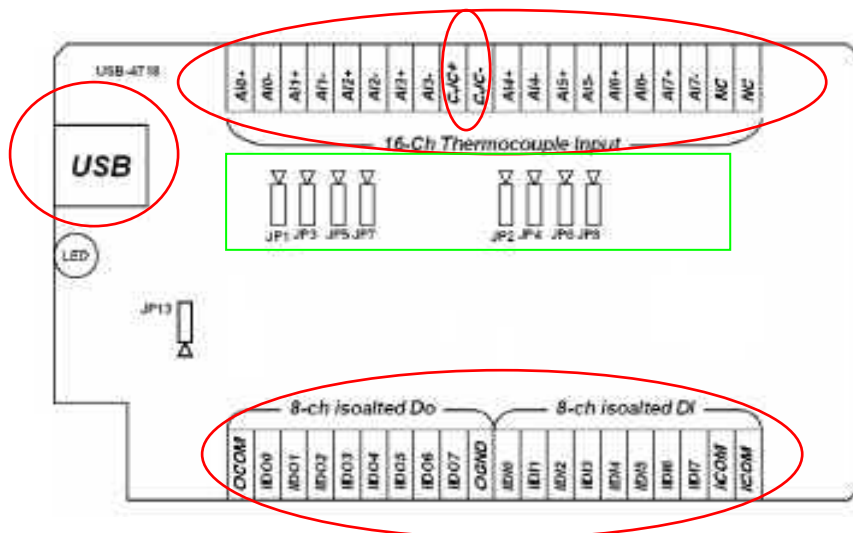 USB-4718
AI0+ AI0- AI1+ AI1- AI2+ AI2- AI3+ AI3- CJC+ CJC- AI4+ AI4- AI5+ AI5- AI6+ AI6- AI7+ AI7- NC NC
16-Ch Thermocouple Input
USB
JP1 JP3 JP5 JP7 JP2 JP4 JP6 JP8
LED
JP13
8-ch isoalted Do 8-ch isoalted DI
OCOM IDO0 IDO1 IDO2 IDO3 IDO4 IDO5 IDO6 IDO7 OGND IDI0 IDI1 IDI2 IDI3 IDI4 IDI5 IDI6 IDI7 ICOM ICOM